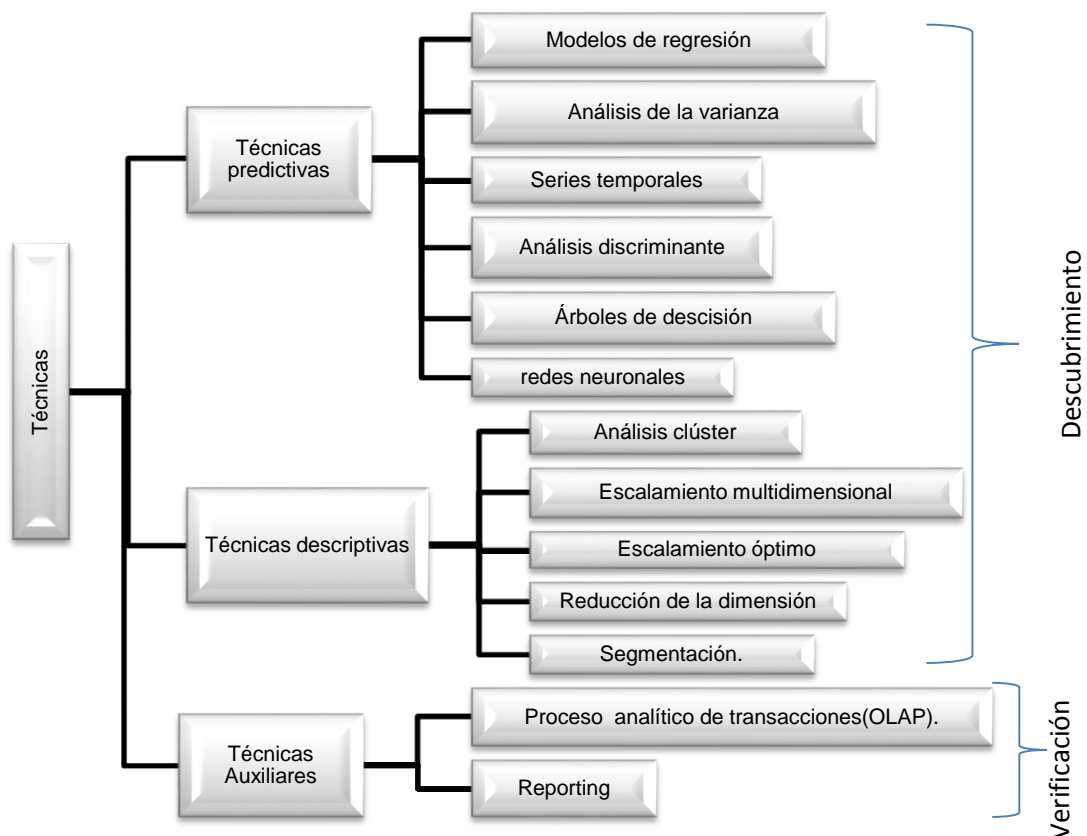 Técnicas
Técnicas
predictivas
Modelos de regresión
Análisis de la varianza
Series temporales
Análisis discriminante
Árboles de descisión
redes neuronales
Técnicas descriptivas
Análisis clúster
Escalamiento multidimensional
Escalamiento óptimo
Reducción de la dimensión
Segmentación.
Técnicas
Auxiliares
Proceso analítico de transacciones(OLAP).
Reporting
Descubrimiento
Verificación